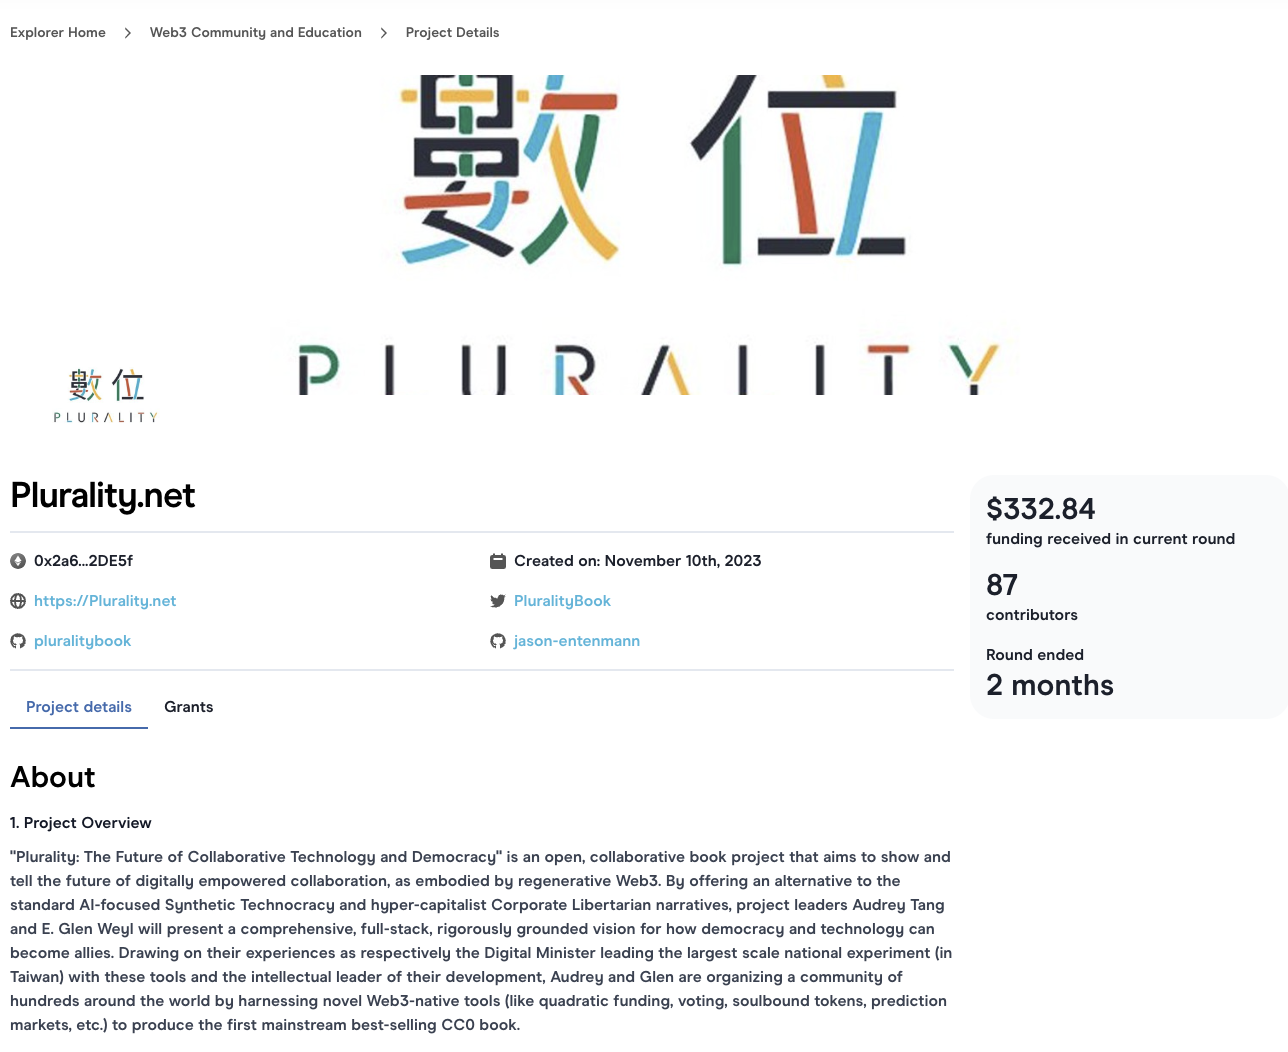 Explorer Home > Web3 Community and Education > Project Details
數位
PLURALITY
數位
PLURALITY
Plurality.net
0x2a6...2DE5f
Created on: November 10th, 2023
https://Plurality.net
PluralityBook
pluralitybook
jason-entenmann
$332.84
funding received in current round
87
contributors
Round ended
2 months
Project details
Grants
About
1. Project Overview
"Plurality: The Future of Collaborative Technology and Democracy" is an open, collaborative book project that aims to show and
tell the future of digitally empowered collaboration, as embodied by regenerative Web3. By offering an alternative to the
standard AI-focused Synthetic Technocracy and hyper-capitalist Corporate Libertarian narratives, project leaders Audrey Tang
and E. Glen Weyl will present a comprehensive, full-stack, rigorously grounded vision for how democracy and technology can
become allies. Drawing on their experiences as respectively the Digital Minister leading the largest scale national experiment (in
Taiwan) with these tools and the intellectual leader of their development, Audrey and Glen are organizing a community of
hundreds around the world by harnessing novel Web3-native tools (like quadratic funding, voting, soulbound tokens, prediction
markets, etc.) to produce the first mainstream best-selling CC0 book.